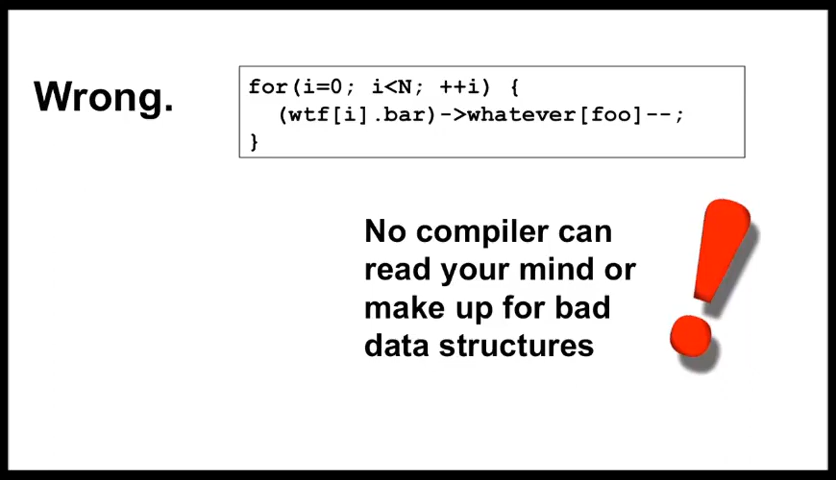 Wrong.
for(i=0; i<N; ++i) {
(wtf[i].bar)->whatever[foo]--;
}
No compiler can
read your mind or
make up for bad
data structures
!